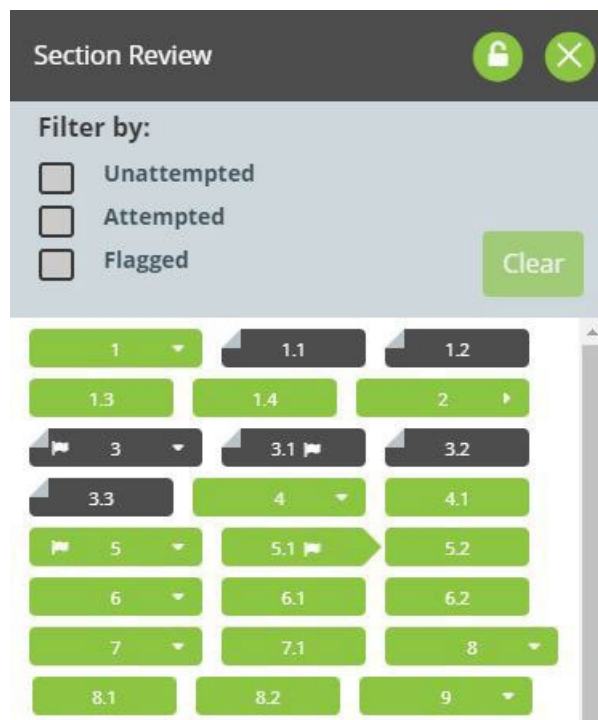 Section Review
Filter by:
Unattempted
Attempted
Flagged
Clear
1 1.1 1.2
1.3 1.4 2
3 3.1 3.2
3.3 4 4.1
5 5.1 5.2
6 6.1 6.2
7 7.1 8
8.1 8.2 9